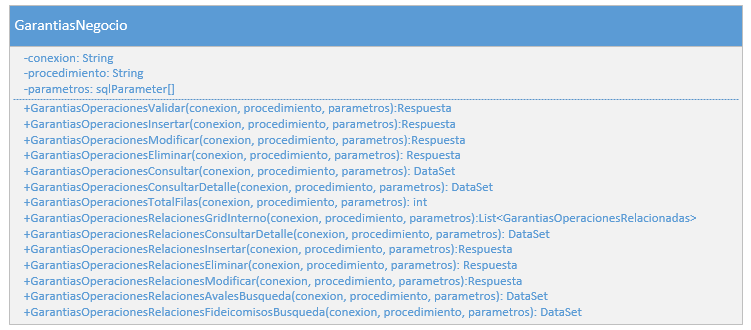 GarantiasNegocio
-conexion: String
-procedimiento: String
-parametros: sqlParameter[]
+GarantiasOperacionesValidar(conexion, procedimiento, parametros):Respuesta
+GarantiasOperacionesInsertar(conexion, procedimiento, parametros):Respuesta
+GarantiasOperacionesModificar(conexion, procedimiento, parametros):Respuesta
+GarantiasOperacionesEliminar(conexion, procedimiento, parametros): Respuesta
+GarantiasOperacionesConsultar(conexion, procedimiento, parametros): DataSet
+GarantiasOperacionesConsultarDetalle(conexion, procedimiento, parametros): DataSet
+GarantiasOperacionesTotalFilas(conexion, procedimiento, parametros): int
+GarantiasOperacionesRelacionesGridInterno(conexion, procedimiento, parametros):List<GarantiasOperacionesRelacionadas>
+GarantiasOperacionesRelacionesConsultarDetalle(conexion, procedimiento, parametros): DataSet
+GarantiasOperacionesRelacionesInsertar(conexion, procedimiento, parametros):Respuesta
+GarantiasOperacionesRelacionesEliminar(conexion, procedimiento, parametros): Respuesta
+GarantiasOperacionesRelacionesModificar(conexion, procedimiento, parametros):Respuesta
+GarantiasOperacionesRelacionesAvalesBusqueda(conexion, procedimiento, parametros): DataSet
+GarantiasOperacionesRelacionesFideicomisosBusqueda(conexion, procedimiento, parametros): DataSet